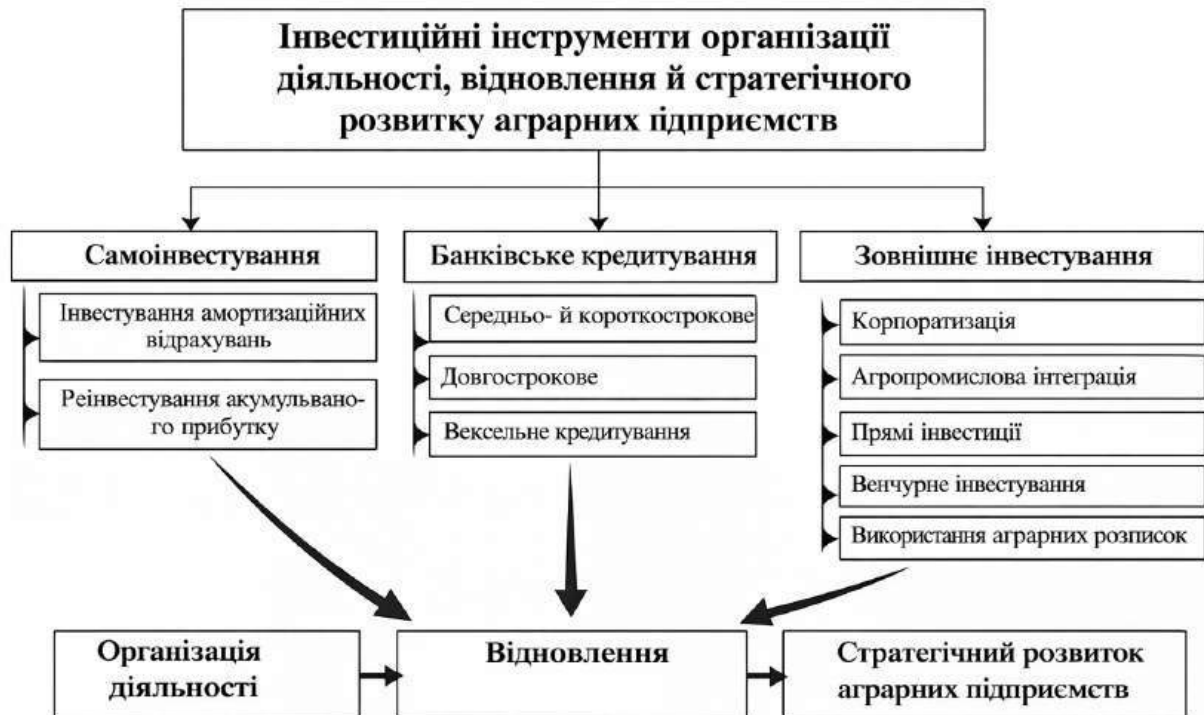 Інвестиційні інструменти організації
діяльності, відновлення й стратегічного
розвитку аграрних підприємств
Самоінвестування
Інвестування амортизаційних
відрахувань
Реінвестування акумульвано-
го прибутку
Банківське кредитування
Середньо- й короткострокове
Довгострокове
Вексельне кредитування
Зовнішнє інвестування
Корпоратизація
Агропромислова інтеграція
Прямі інвестиції
Венчурне інвестування
Використання аграрних розписок
Організація
діяльності
Відновлення
Стратегічний розвиток
аграрних підприємств